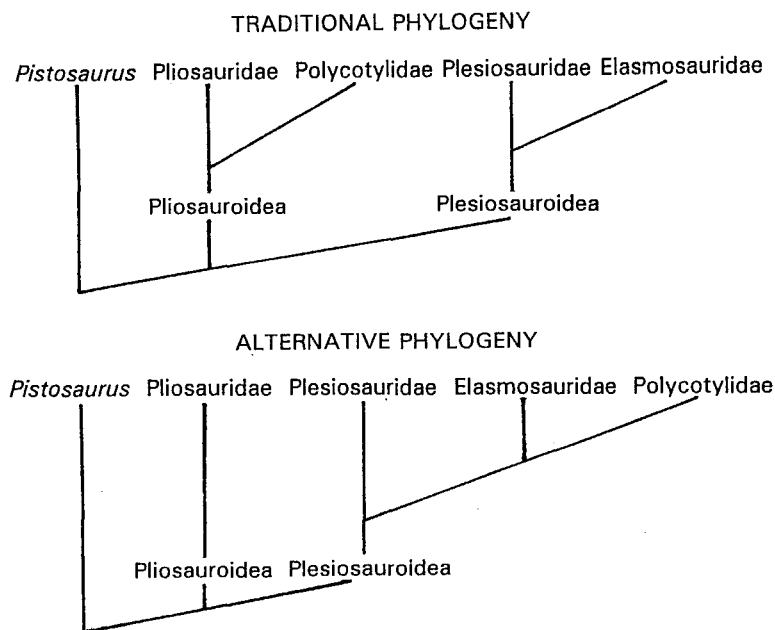 TRADITIONAL PHYLOGENY
Pistosaurus Pliosauridae Polycotylidae Plesiosauridae Elasmosauridae
Pliosauroidea Plesiosauroidea
ALTERNATIVE PHYLOGENY
Pistosaurus Pliosauridae Plesiosauridae Elasmosauridae Polycotylidae
Pliosauroidea Plesiosauroidea